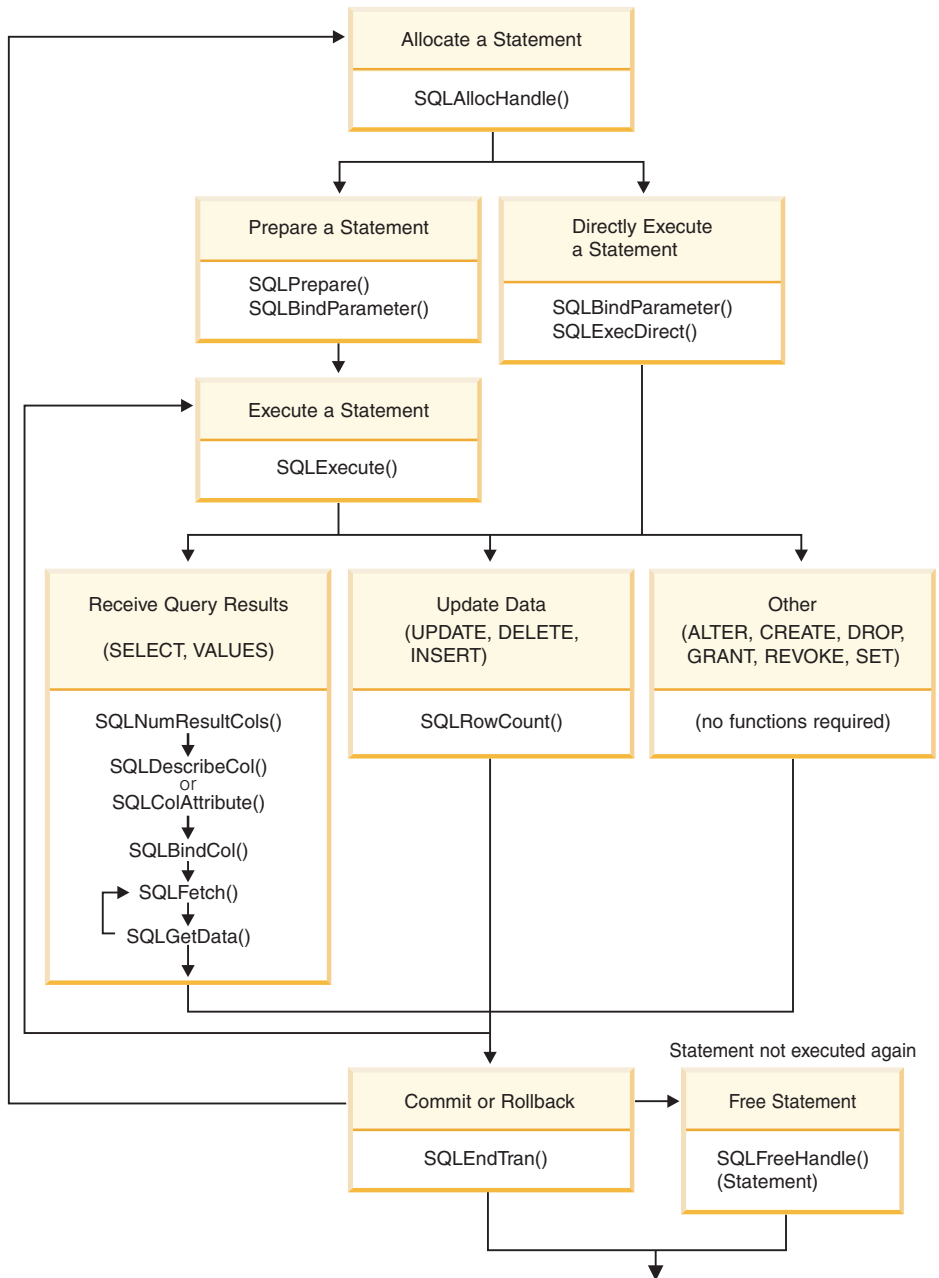 Allocate a Statement
SQLAllocHandle()
Prepare a Statement
SQLPrepare()
SQLBindParameter()
Directly Execute
a Statement
SQLBindParameter()
SQLExecDirect()
Execute a Statement
SQLExecute()
Receive Query Results
(SELECT, VALUES)
SQLNumResultCols()
SQLDescribeCol()
or
SQLColAttribute()
SQLBindCol()
SQLFetch()
SQLGetData()
Update Data
(UPDATE, DELETE,
INSERT)
SQLRowCount()
Other
(ALTER, CREATE, DROP,
GRANT, REVOKE, SET)
(no functions required)
Commit or Rollback
SQLEndTran()
Statement not executed again
Free Statement
SQLFreeHandle()
(Statement)